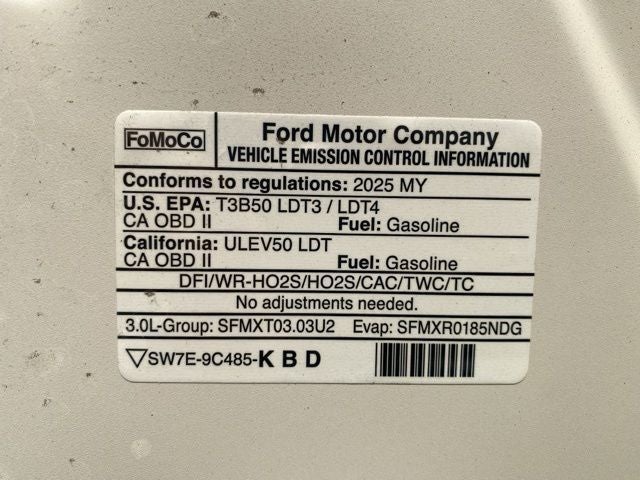 FoMoCo
Ford Motor Company
VEHICLE EMISSION CONTROL INFORMATION
Conforms to regulations: 2025 MY
U.S. EPA: T3B50 LDT3 / LDT4
CA OBD II Fuel: Gasoline
California: ULEV50 LDT
CA OBD II Fuel: Gasoline
DFI/WR-HO2S/HO2S/CAC/TWC/TC
No adjustments needed.
3.0L-Group: SFMXT03.03U2 Evap: SFMXR0185NDG
▽SW7E-9C485-K B D